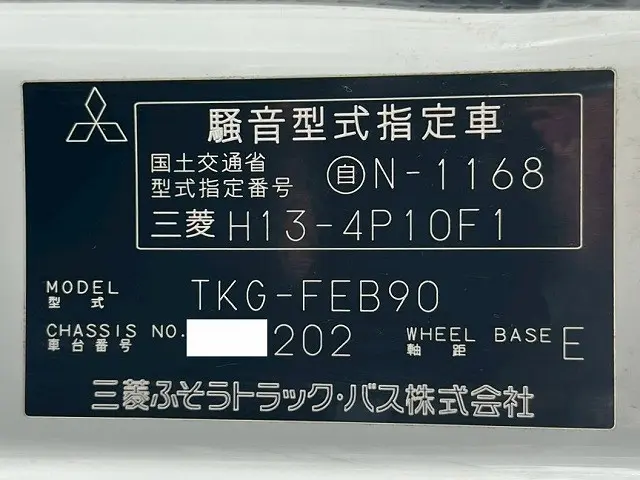 騒音型式指定車
国土交通省
型式指定番号 自N-1168
三菱 H13-4P10F1
MODEL
型式 TKG-FEB90
CHASSIS NO.
車台番号 202 WHEEL BASE
軸距 E
三菱ふそうトラック・バス株式会社